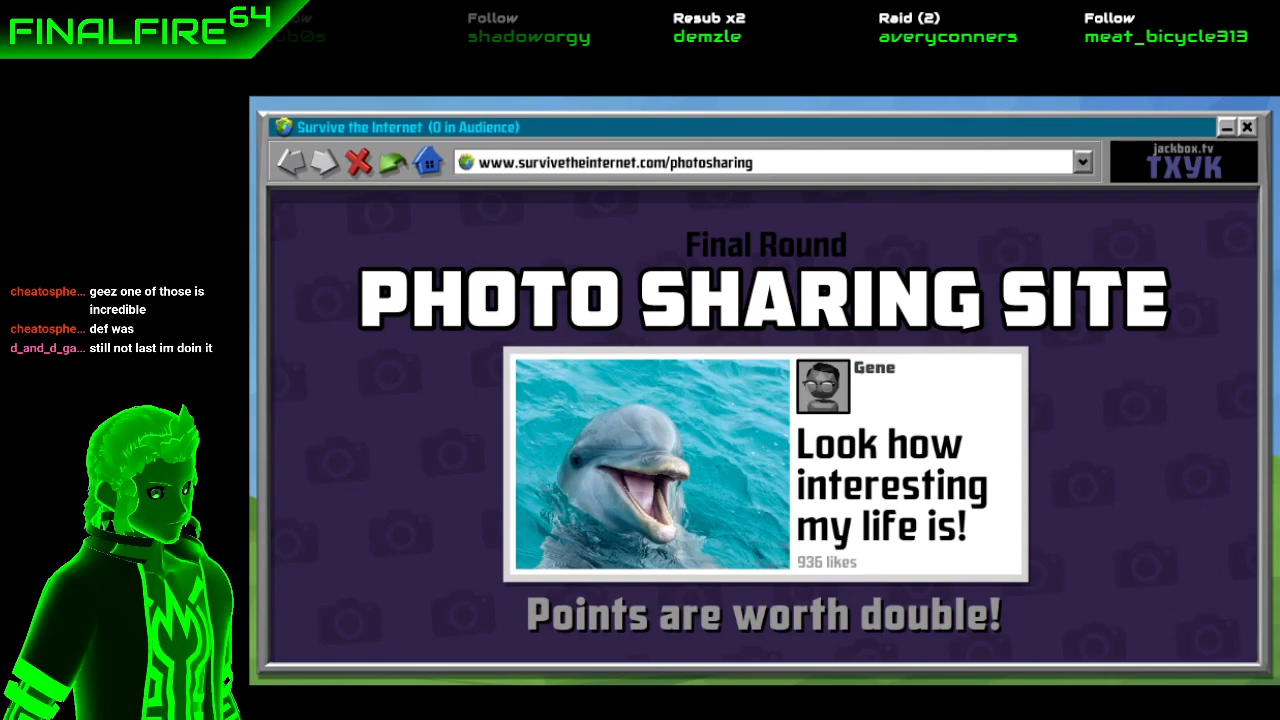 FINALFIRE64
Follow
shadoworgy
Resub x2
demzle
Raid (2)
averyconners
Follow
meat_bicycle313
Survive the Internet (0 in Audience)
www.survivetheinternet.com/photosharing
jackbox.tv
TXYK
Final Round
PHOTO SHARING SITE
Gene
Look how
interesting
my life is!
936 likes
Points are worth double!
cheatosphe... geez one of those is
incredible
cheatosphe... def was
d_and_d_ga... still not last im doin it